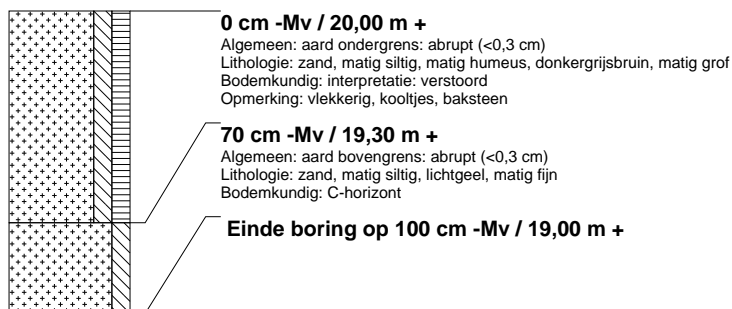 0 cm -Mv / 20,00 m +
Algemeen: aard ondergrens: abrupt (<0,3 cm)
Lithologie: zand, matig siltig, matig humeus, donkergrijsbruin, matig grof
Bodemkundig: interpretatie: verstoord
Opmerking: vlekkerig, kooltjes, baksteen
70 cm -Mv / 19,30 m +
Algemeen: aard bovengrens: abrupt (<0,3 cm)
Lithologie: zand, matig siltig, lichtgeel, matig fijn
Bodemkundig: C-horizont
Einde boring op 100 cm -Mv / 19,00 m +